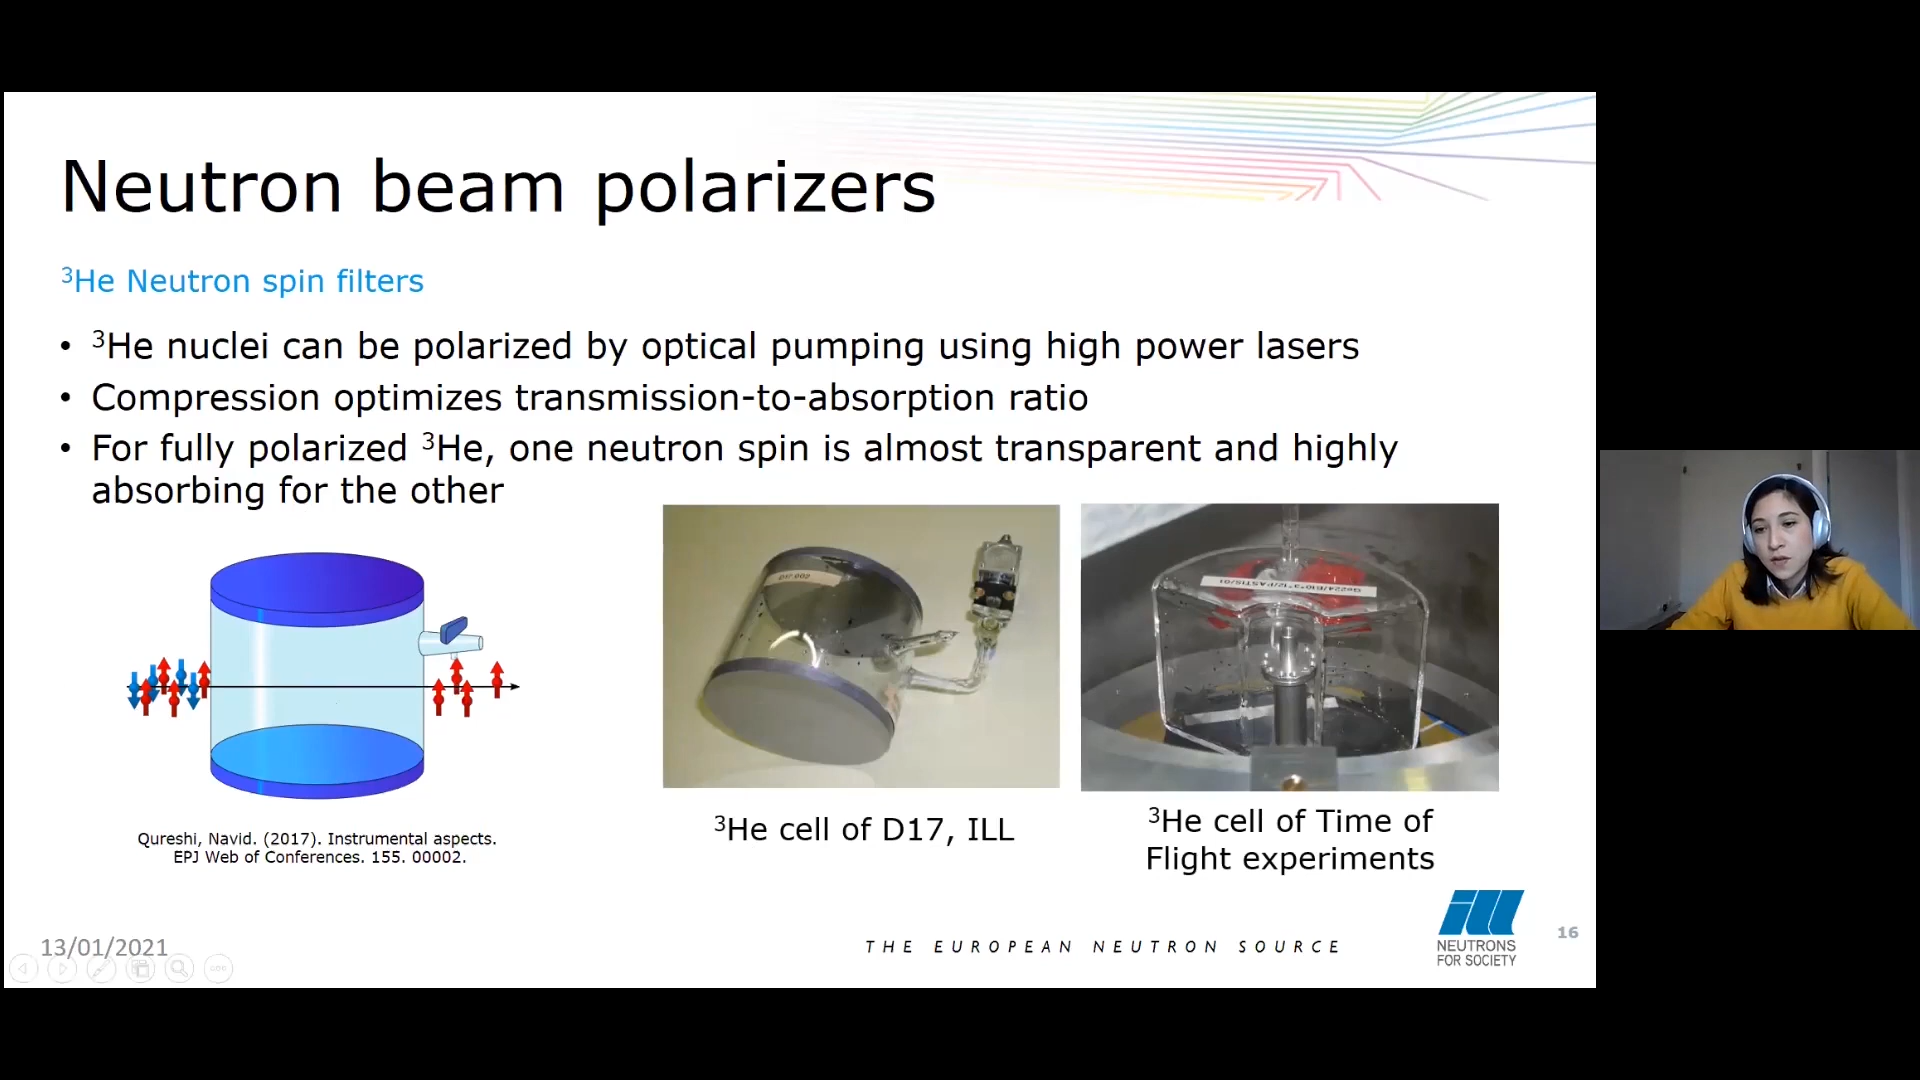 Neutron beam polarizers
³He Neutron spin filters
• ³He nuclei can be polarized by optical pumping using high power lasers
• Compression optimizes transmission-to-absorption ratio
• For fully polarized ³He, one neutron spin is almost transparent and highly
absorbing for the other
Qureshi, Navid. (2017). Instrumental aspects.
EPJ Web of Conferences. 155. 00002.
³He cell of D17, ILL
³He cell of Time of
Flight experiments
13/01/2021
THE EUROPEAN NEUTRON SOURCE
ill
NEUTRONS
FOR SOCIETY
16